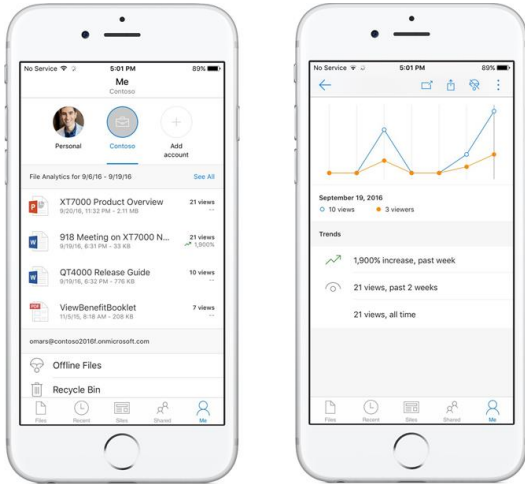 No Service 5:01 PM 89%
Me
Contoso
Personal
Contoso
Add
account
File Analytics for 9/6/16 - 9/19/16 See All
XT7000 Product Overview 21 views
9/20/16, 11:32 PM - 2.11 MB
918 Meeting on XT7000 N... 21 views
9/19/16, 6:31 PM - 33 KB 1,900%
QT4000 Release Guide 10 views
9/19/16, 6:32 PM - 776 KB
ViewBenefitBooklet 7 views
11/5/15, 8:18 AM - 208 KB
omars@contoso2016f.onmicrosoft.com
Offline Files
Recycle Bin
Files Recent Sites Shared Me
No Service 5:01 PM 89%
September 19, 2016
10 views 3 viewers
Trends
1,900% increase, past week
21 views, past 2 weeks
21 views, all time
Files Recent Sites Shared Me